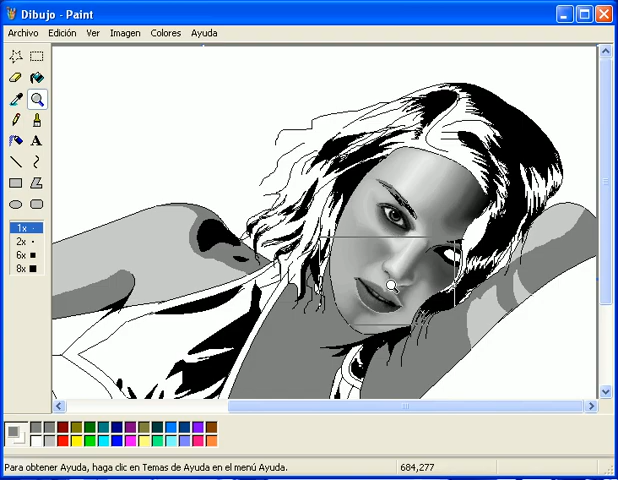 Dibujo - Paint
Archivo Edición Ver Imagen Colores Ayuda
A
1x
2x
6x
8x
Para obtener Ayuda, haga clic en Temas de Ayuda en el menú Ayuda. 684,277